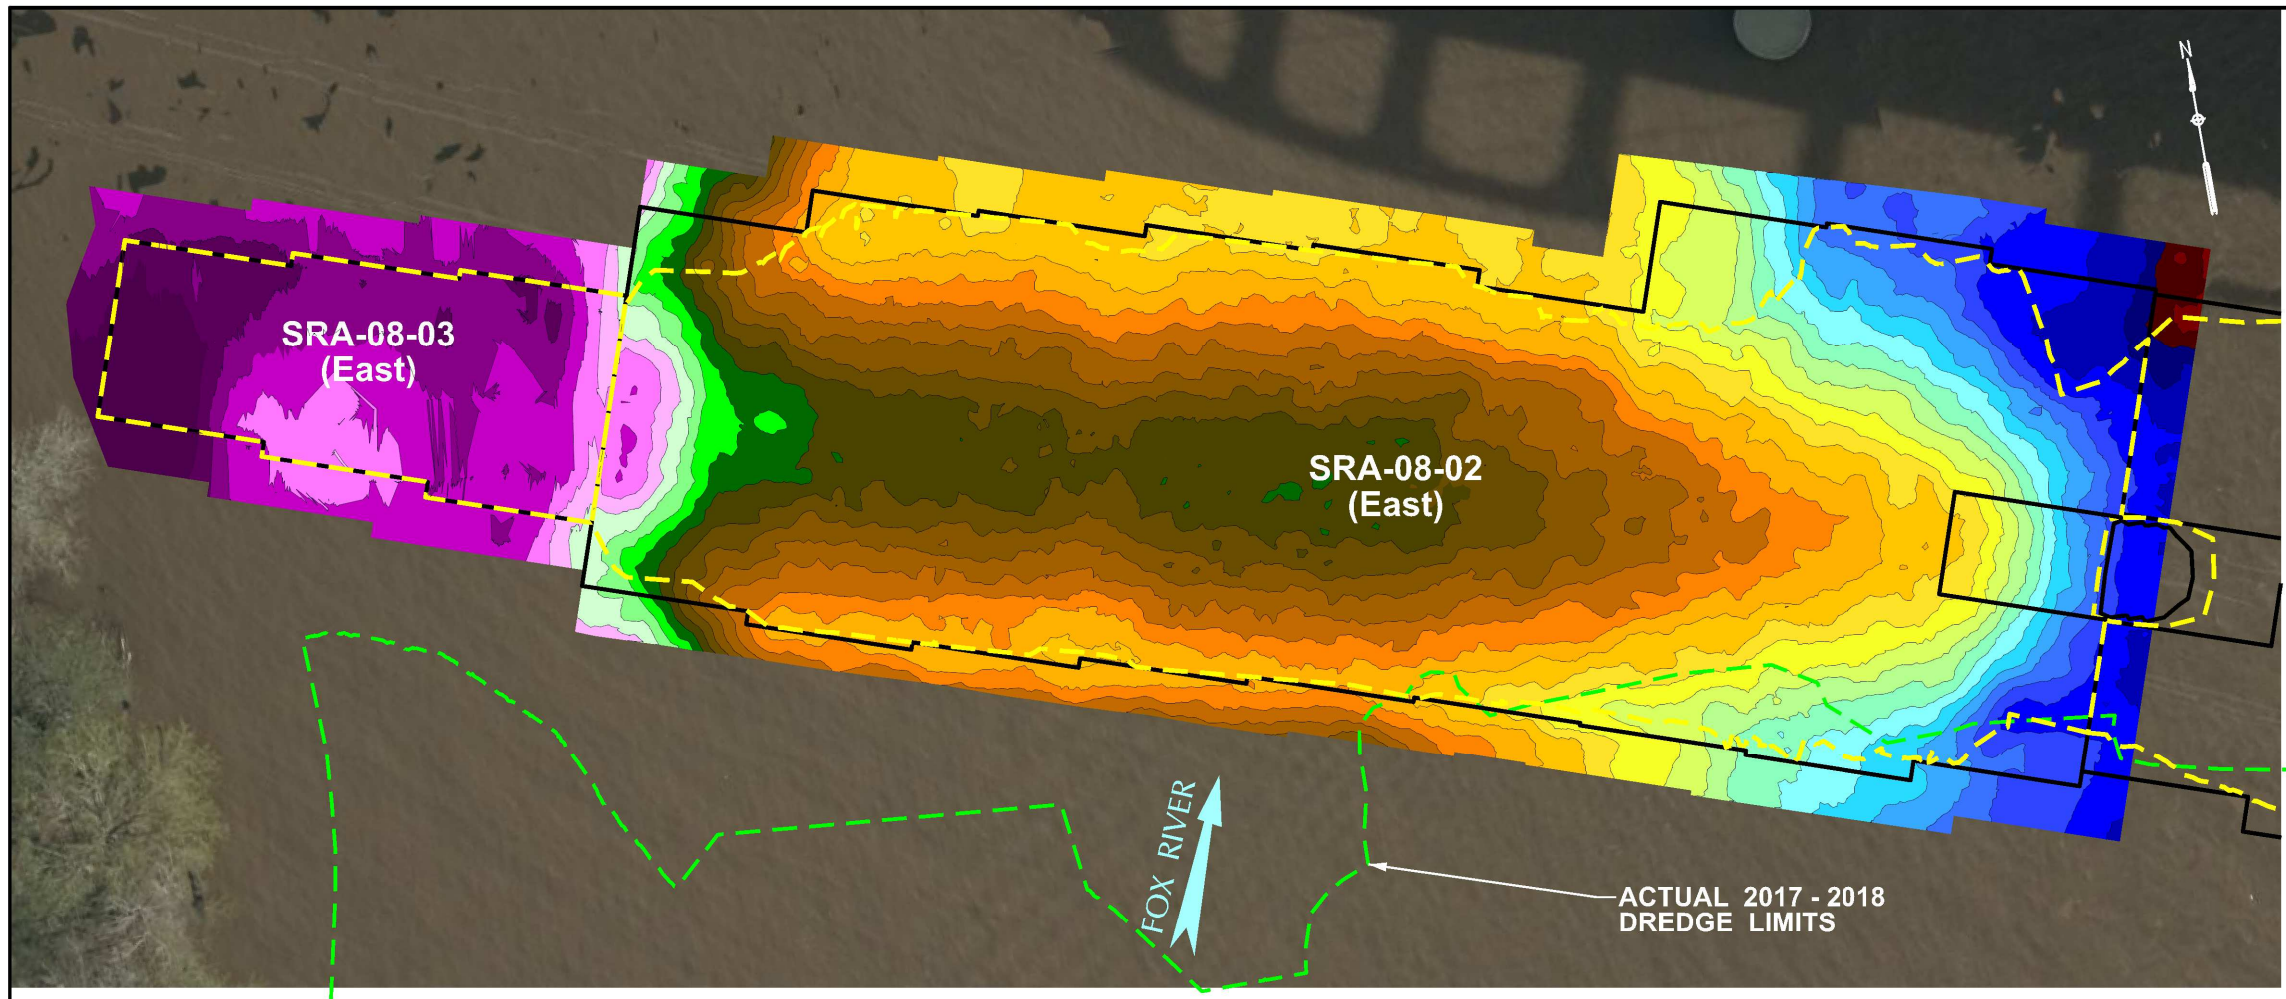 N
SRA-08-03
(East)
SRA-08-02
(East)
FOX RIVER
ACTUAL 2017 - 2018
DREDGE LIMITS